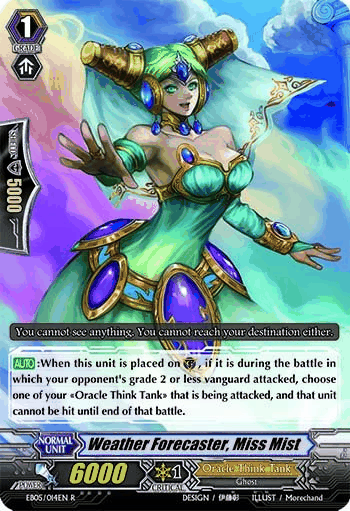 1
GRADE
SHIELD
5000
You cannot see anything. You cannot reach your destination either.
AUTO :When this unit is placed on G, if it is during the battle in
which your opponent's grade 2 or less vanguard attacked, choose
one of your «Oracle Think Tank» that is being attacked, and that unit
cannot be hit until end of that battle.
NORMAL
UNIT
Weather Forecaster, Miss Mist
POWER
6000
1
CRITICAL
Oracle Think Tank
Ghost
EB05/014EN R
DESIGN / 伊藤彰
ILLUST / Morechand